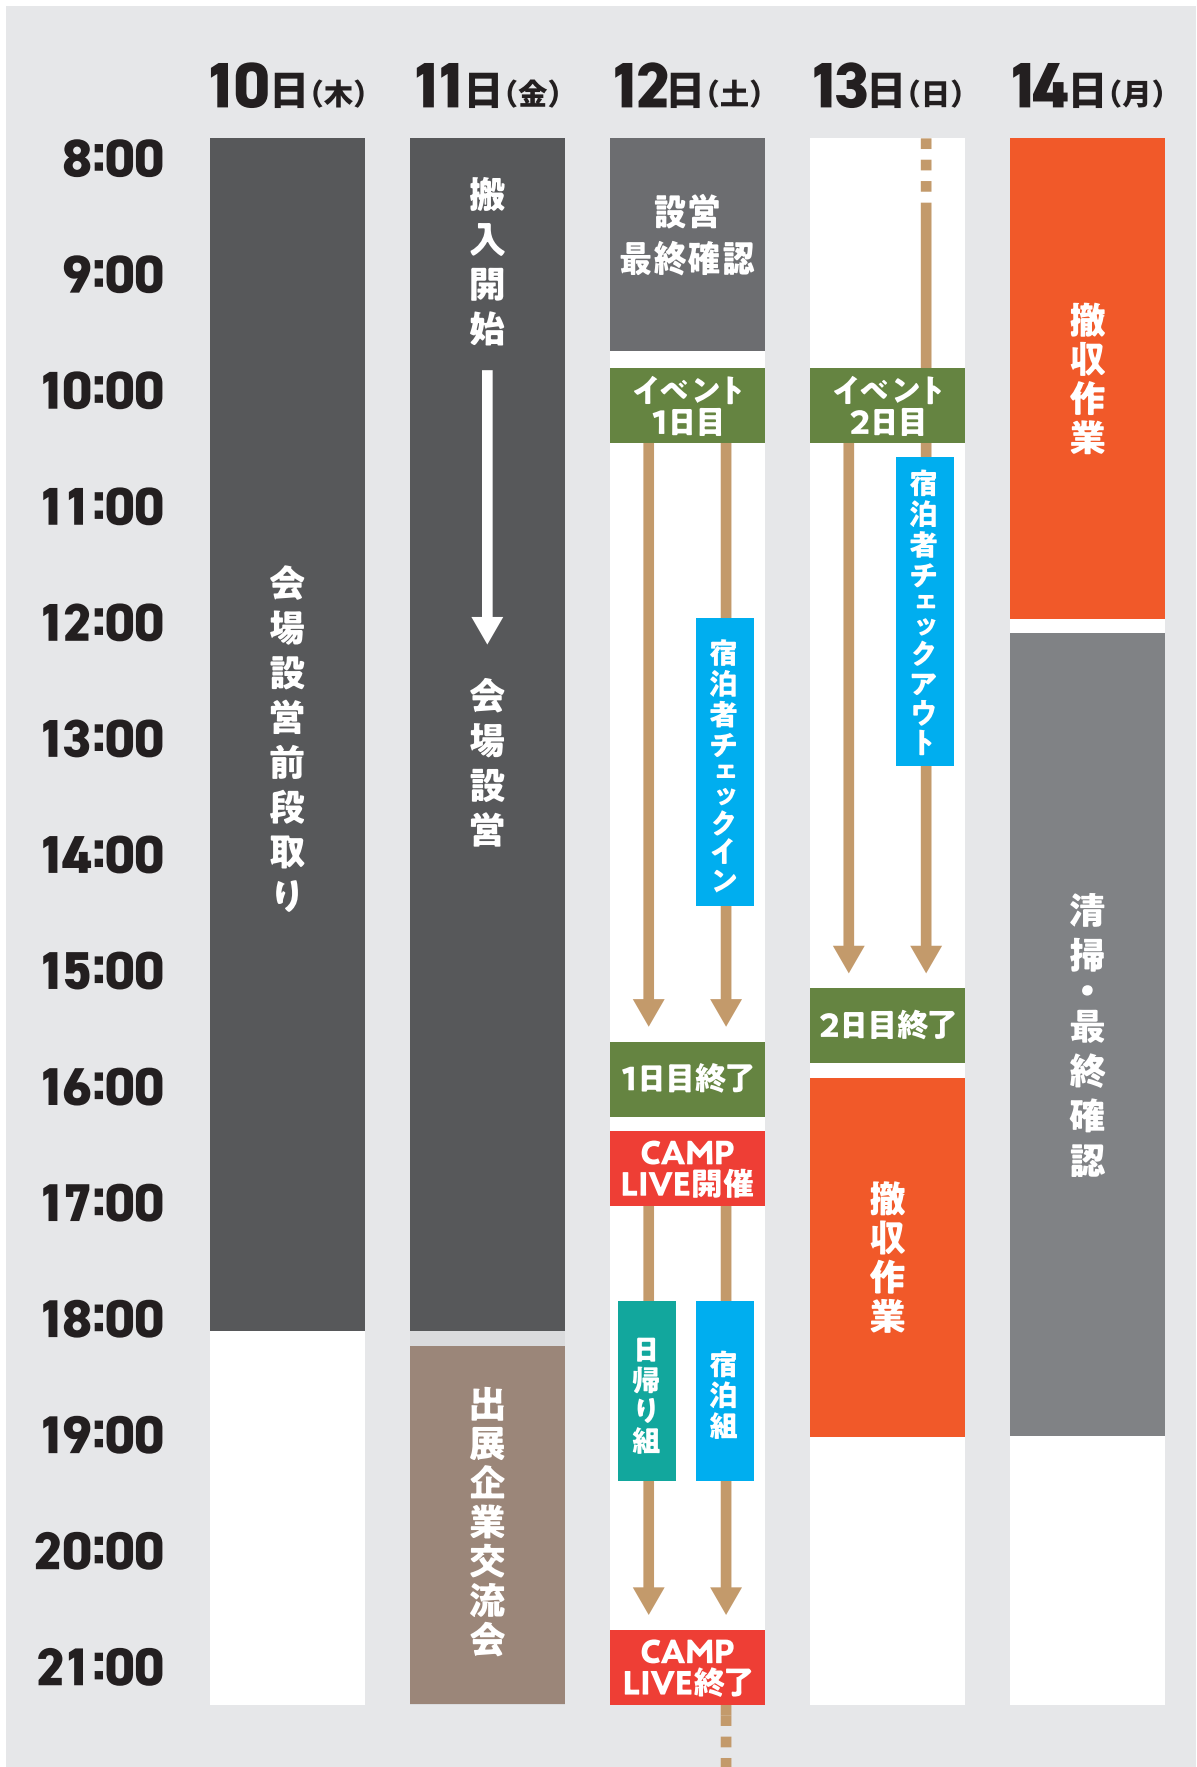 10日（木）
11日（金）
12日（土）
13日（日）
14日（月）
8:00
9:00
10:00
11:00
12:00
13:00
14:00
15:00
16:00
17:00
18:00
19:00
20:00
21:00
会場設営前段取り
搬入開始
会場設営
出展企業交流会
設営
最終確認
イベント
1日目
宿泊者チェックイン
1日目終了
CAMP
LIVE開催
日帰り組
宿泊組
CAMP
LIVE終了
イベント
2日目
宿泊者チェックアウト
2日目終了
撤収作業
撤収作業
清掃・最終確認